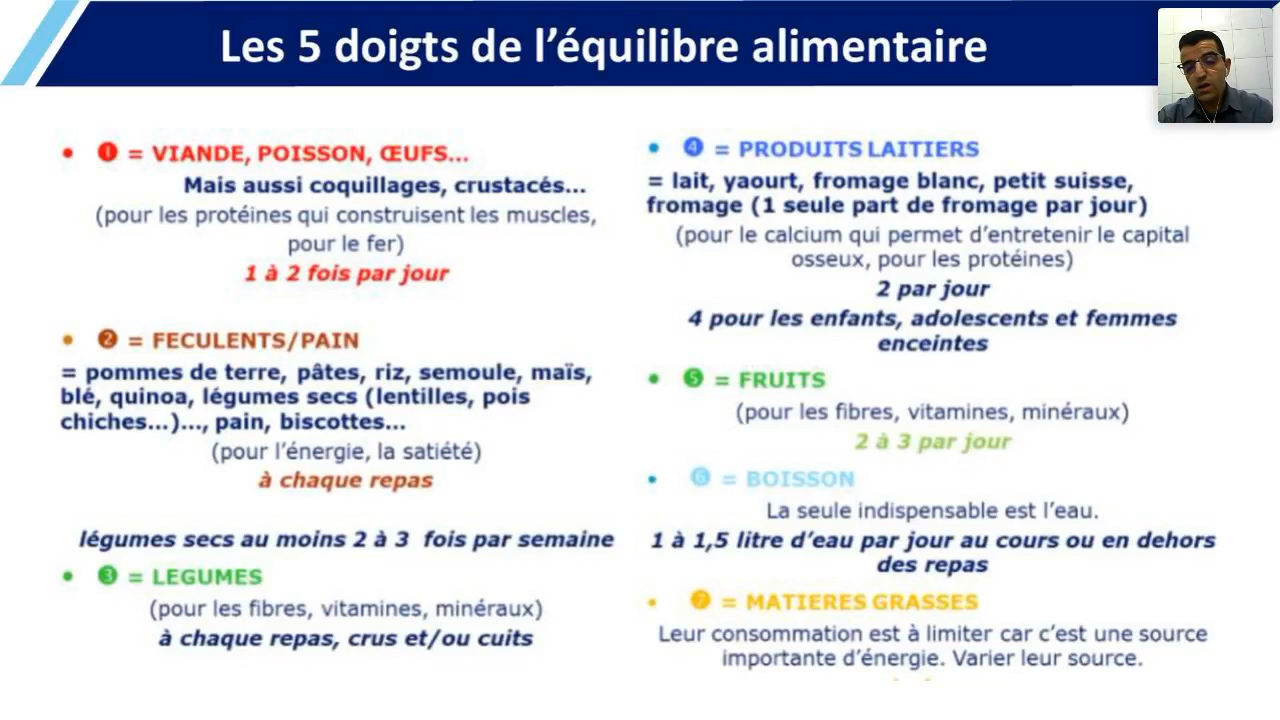 Les 5 doigts de l'équilibre alimentaire
• ❶ = VIANDE, POISSON, ŒUFS...
Mais aussi coquillages, crustacés...
(pour les protéines qui construisent les muscles,
pour le fer)
1 à 2 fois par jour
• ❷ = FECULENTS/PAIN
= pommes de terre, pâtes, riz, semoule, maïs,
blé, quinoa, légumes secs (lentilles, pois
chiches...)..., pain, biscottes...
(pour l'énergie, la satiété)
à chaque repas
légumes secs au moins 2 à 3 fois par semaine
• ❸ = LEGUMES
(pour les fibres, vitamines, minéraux)
à chaque repas, crus et/ou cuits
• ❹ = PRODUITS LAITIERS
= lait, yaourt, fromage blanc, petit suisse,
fromage (1 seule part de fromage par jour)
(pour le calcium qui permet d'entretenir le capital
osseux, pour les protéines)
2 par jour
4 pour les enfants, adolescents et femmes
enceintes
• ❺ = FRUITS
(pour les fibres, vitamines, minéraux)
2 à 3 par jour
• ❻ = BOISSON
La seule indispensable est l'eau.
1 à 1,5 litre d'eau par jour au cours ou en dehors
des repas
• ❼ = MATIERES GRASSES
Leur consommation est à limiter car c'est une source
importante d'énergie. Varier leur source.